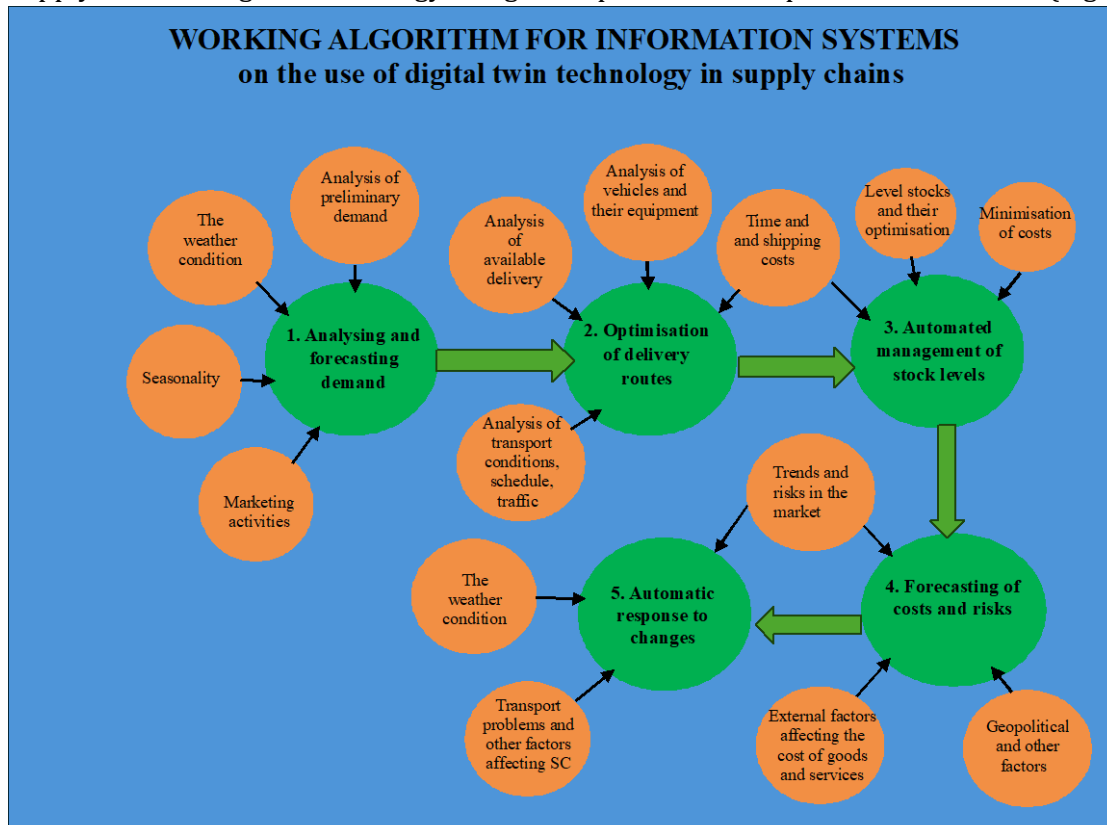 WORKING ALGORITHM FOR INFORMATION SYSTEMS
on the use of digital twin technology in supply chains
Analysis of
preliminary
demand
The
weather
condition
Seasonality
Marketing
activities
1. Analysing and
forecasting
demand
Analysis
of
available
delivery
Analysis of
vehicles and
their equipment
Time and
and shipping
costs
Analysis of
transport
conditions,
schedule,
traffic
2. Optimisation
of delivery
routes
Level stocks
and their
optimisation
Minimisation
of costs
3. Automated
management of
stock levels
Trends and
risks in the
market
4. Forecasting of
costs and risks
External factors
affecting the
cost of goods
and services
Geopolitical
and other
factors
The
weather
condition
5. Automatic
response to
changes
Transport
problems and
other factors
affecting SC